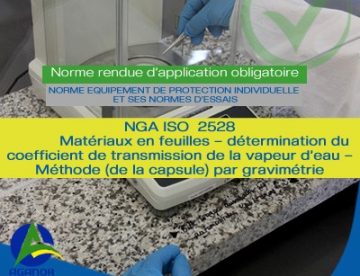 Norme rendue d'application obligatoire
NORME EQUIPEMENT DE PROTECTION INDIVIDUELLE
ET SES NORMES D'ESSAIS
NGA ISO 2528
Matériaux en feuilles – détermination du
coefficient de transmission de la vapeur d'eau –
Méthode (de la capsule) par gravimétrie
AGANOR